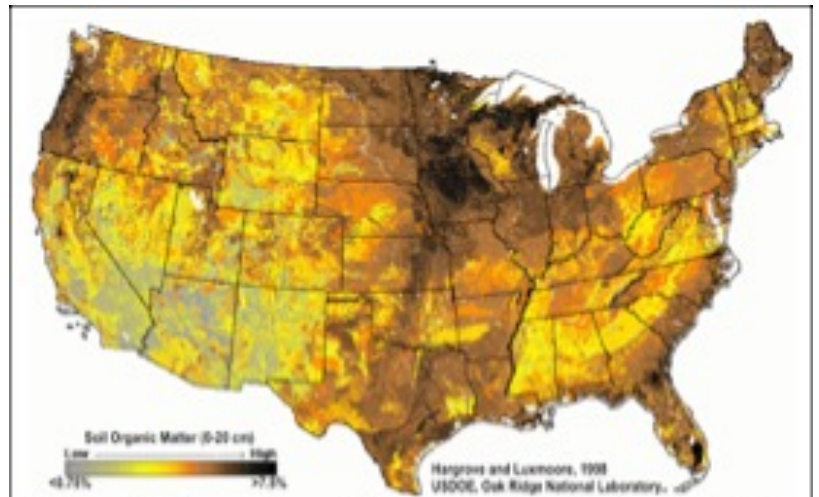 Soil Organic Matter (0-20 cm)
Low High
<0.75% >7.5%
Hargrove and Luxmoore, 1998
USDOE, Oak Ridge National Laboratory